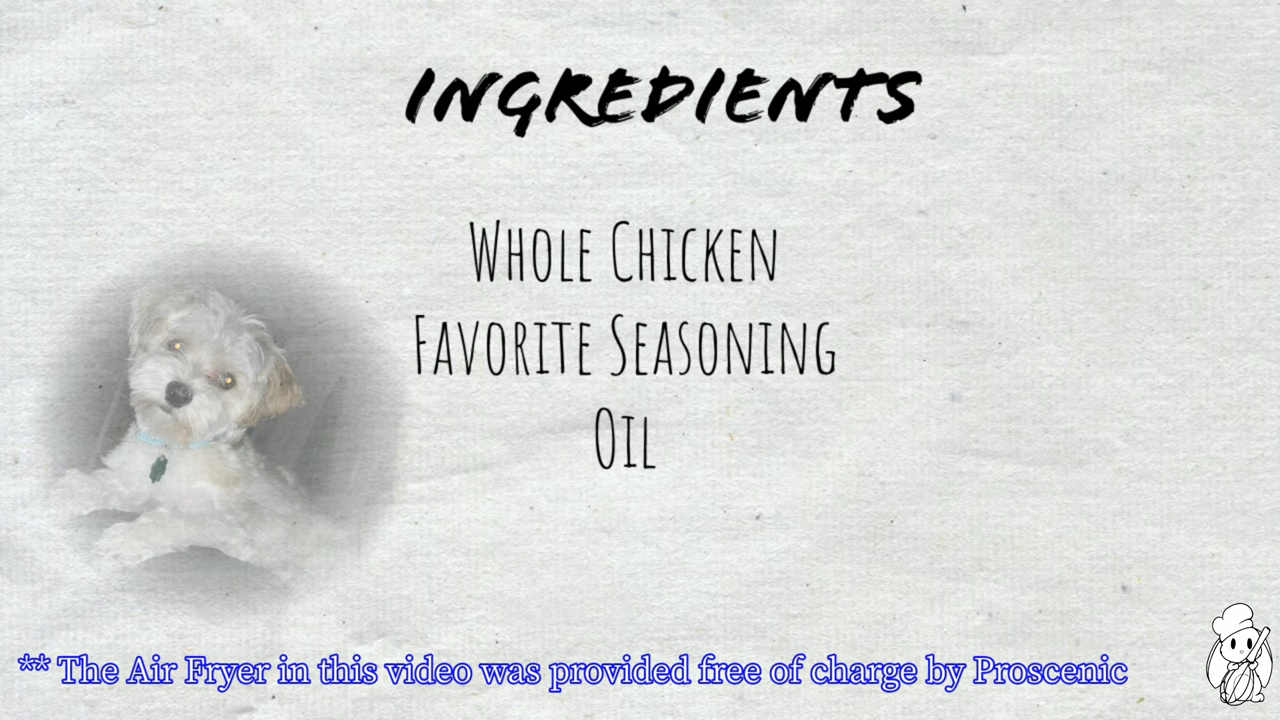 INGREDIENTS
Whole Chicken
Favorite Seasoning
Oil
** The Air Fryer in this video was provided free of charge by Proscenic